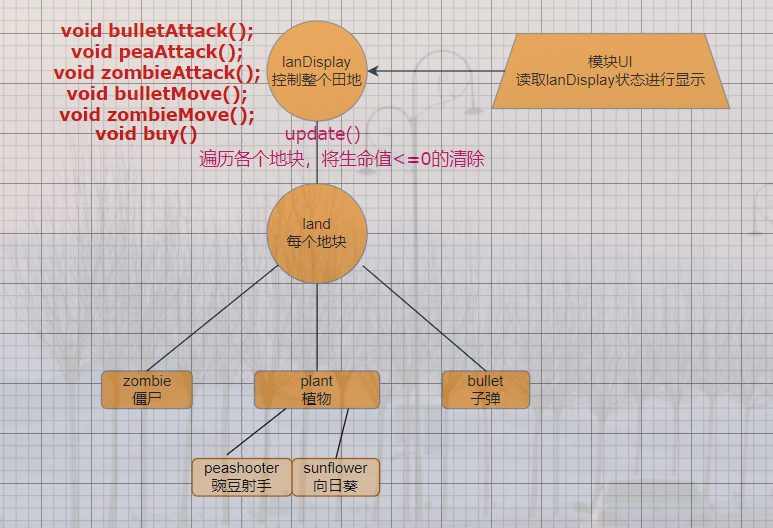 void bulletAttack();
void peaAttack();
void zombieAttack();
void bulletMove();
void zombieMove();
void buy()
lanDisplay
控制整个田地
模块UI
读取lanDisplay状态进行显示
update()
遍历各个地块，将生命值<=0的清除
land
每个地块
zombie
僵尸
plant
植物
bullet
子弹
peashooter
豌豆射手
sunflower
向日葵